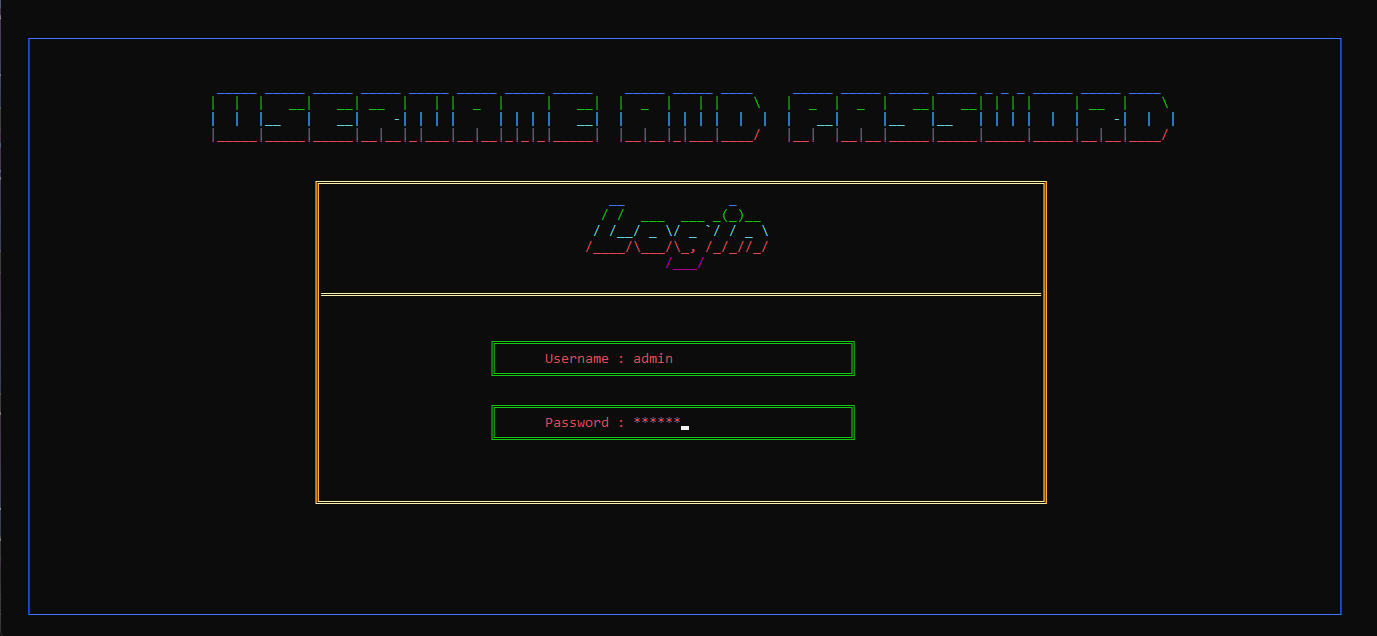 USERNAME AND PASSWORD
Login
Username : admin
Password : ******